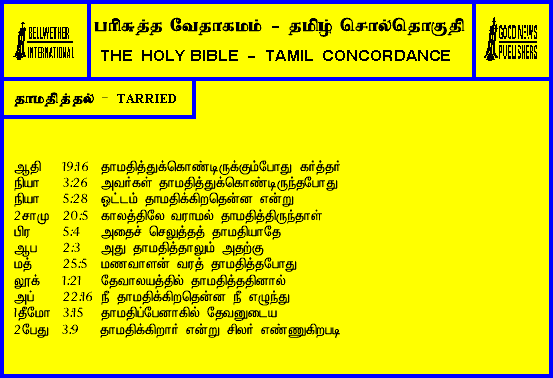 BELLWETHER
INTERNATIONAL
பரிசுத்த வேதாகமம் - தமிழ் சொல்தொகுதி
THE HOLY BIBLE - TAMIL CONCORDANCE
GOOD NEWS
PUBLISHERS
தாமதித்தல் - TARRIED
ஆதி 19:16 தாமதித்துக்கொண்டிருக்கும்போது கர்த்தர்
நியா 3:26 அவர்கள் தாமதித்துக்கொண்டிருந்தபோது
நியா 5:28 ஓட்டம் தாமதிக்கிறதென்ன என்று
2சாமு 20:5 காலத்திலே வராமல் தாமதித்திருந்தாள்
பிர 5:4 அதைச் செலுத்தத் தாமதியாதே
ஆப 2:3 அது தாமதித்தாலும் அதற்கு
மத் 25:5 மணவாளன் வரத் தாமதித்தபோது
லூக் 1:21 தேவாலயத்தில் தாமதித்ததினால்
அப் 22:16 நீ தாமதிக்கிறதென்ன நீ எழுந்து
1தீமோ 3:15 தாமதிப்பேனாகில் தேவனுடைய
2பேது 3:9 தாமதிக்கிறார் என்று சிலர் எண்ணுகிறபடி